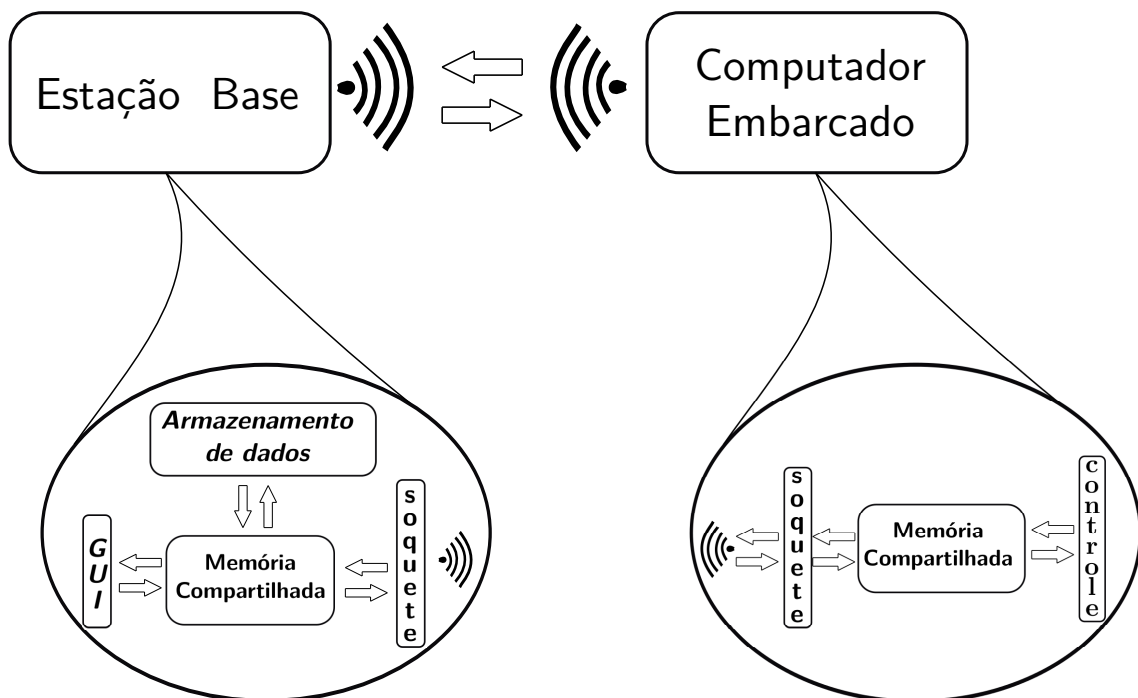 Estação Base
Computador
Embarcado
Armazenamento
de dados
GUI
Memória
Compartilhada
soquete
soquete
Memória
Compartilhada
controle